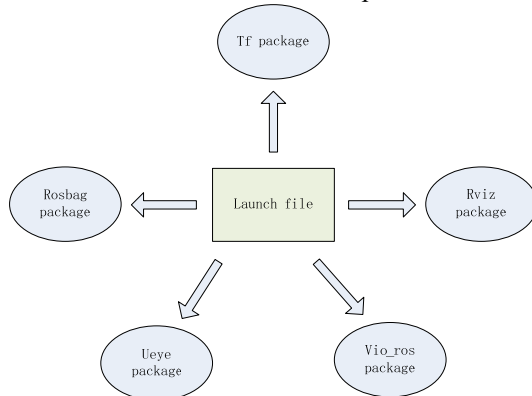 Tf package
Rosbag
package
Launch file
Rviz
package
Ueye
package
Vio_ros
package